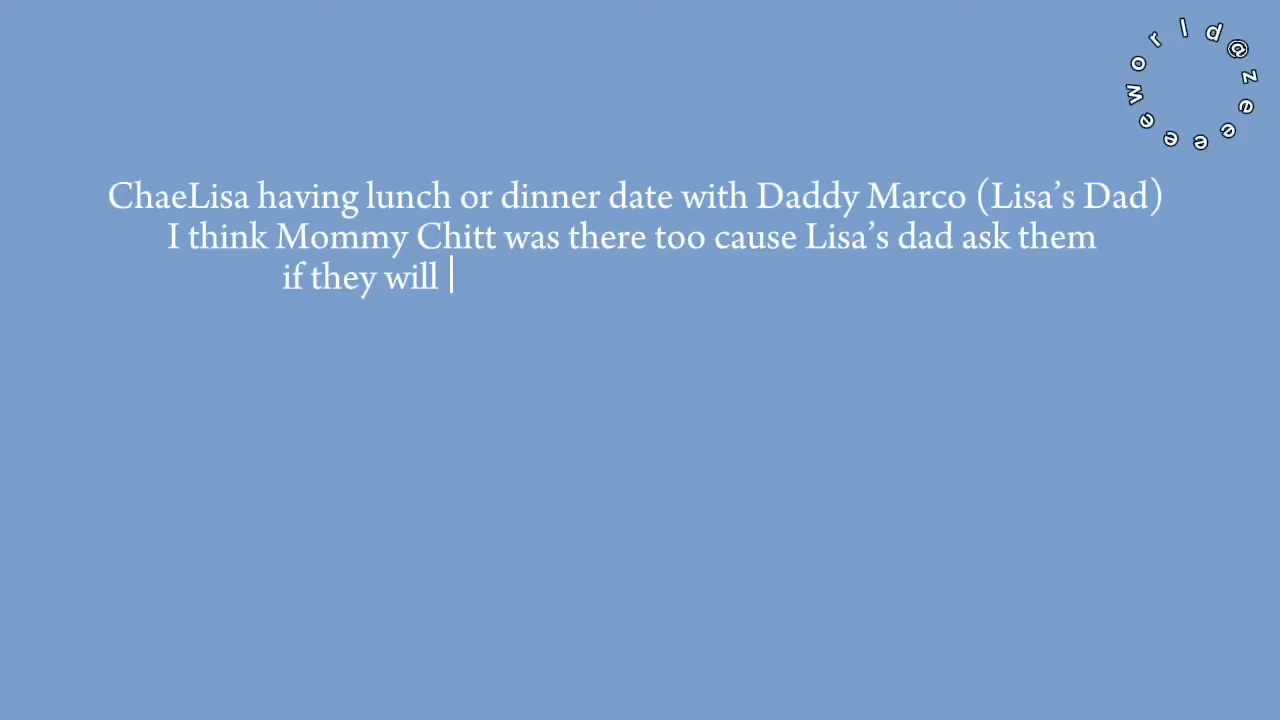 @zeeeeeworld
ChaeLisa having lunch or dinner date with Daddy Marco (Lisa’s Dad)
I think Mommy Chitt was there too cause Lisa’s dad ask them
if they will